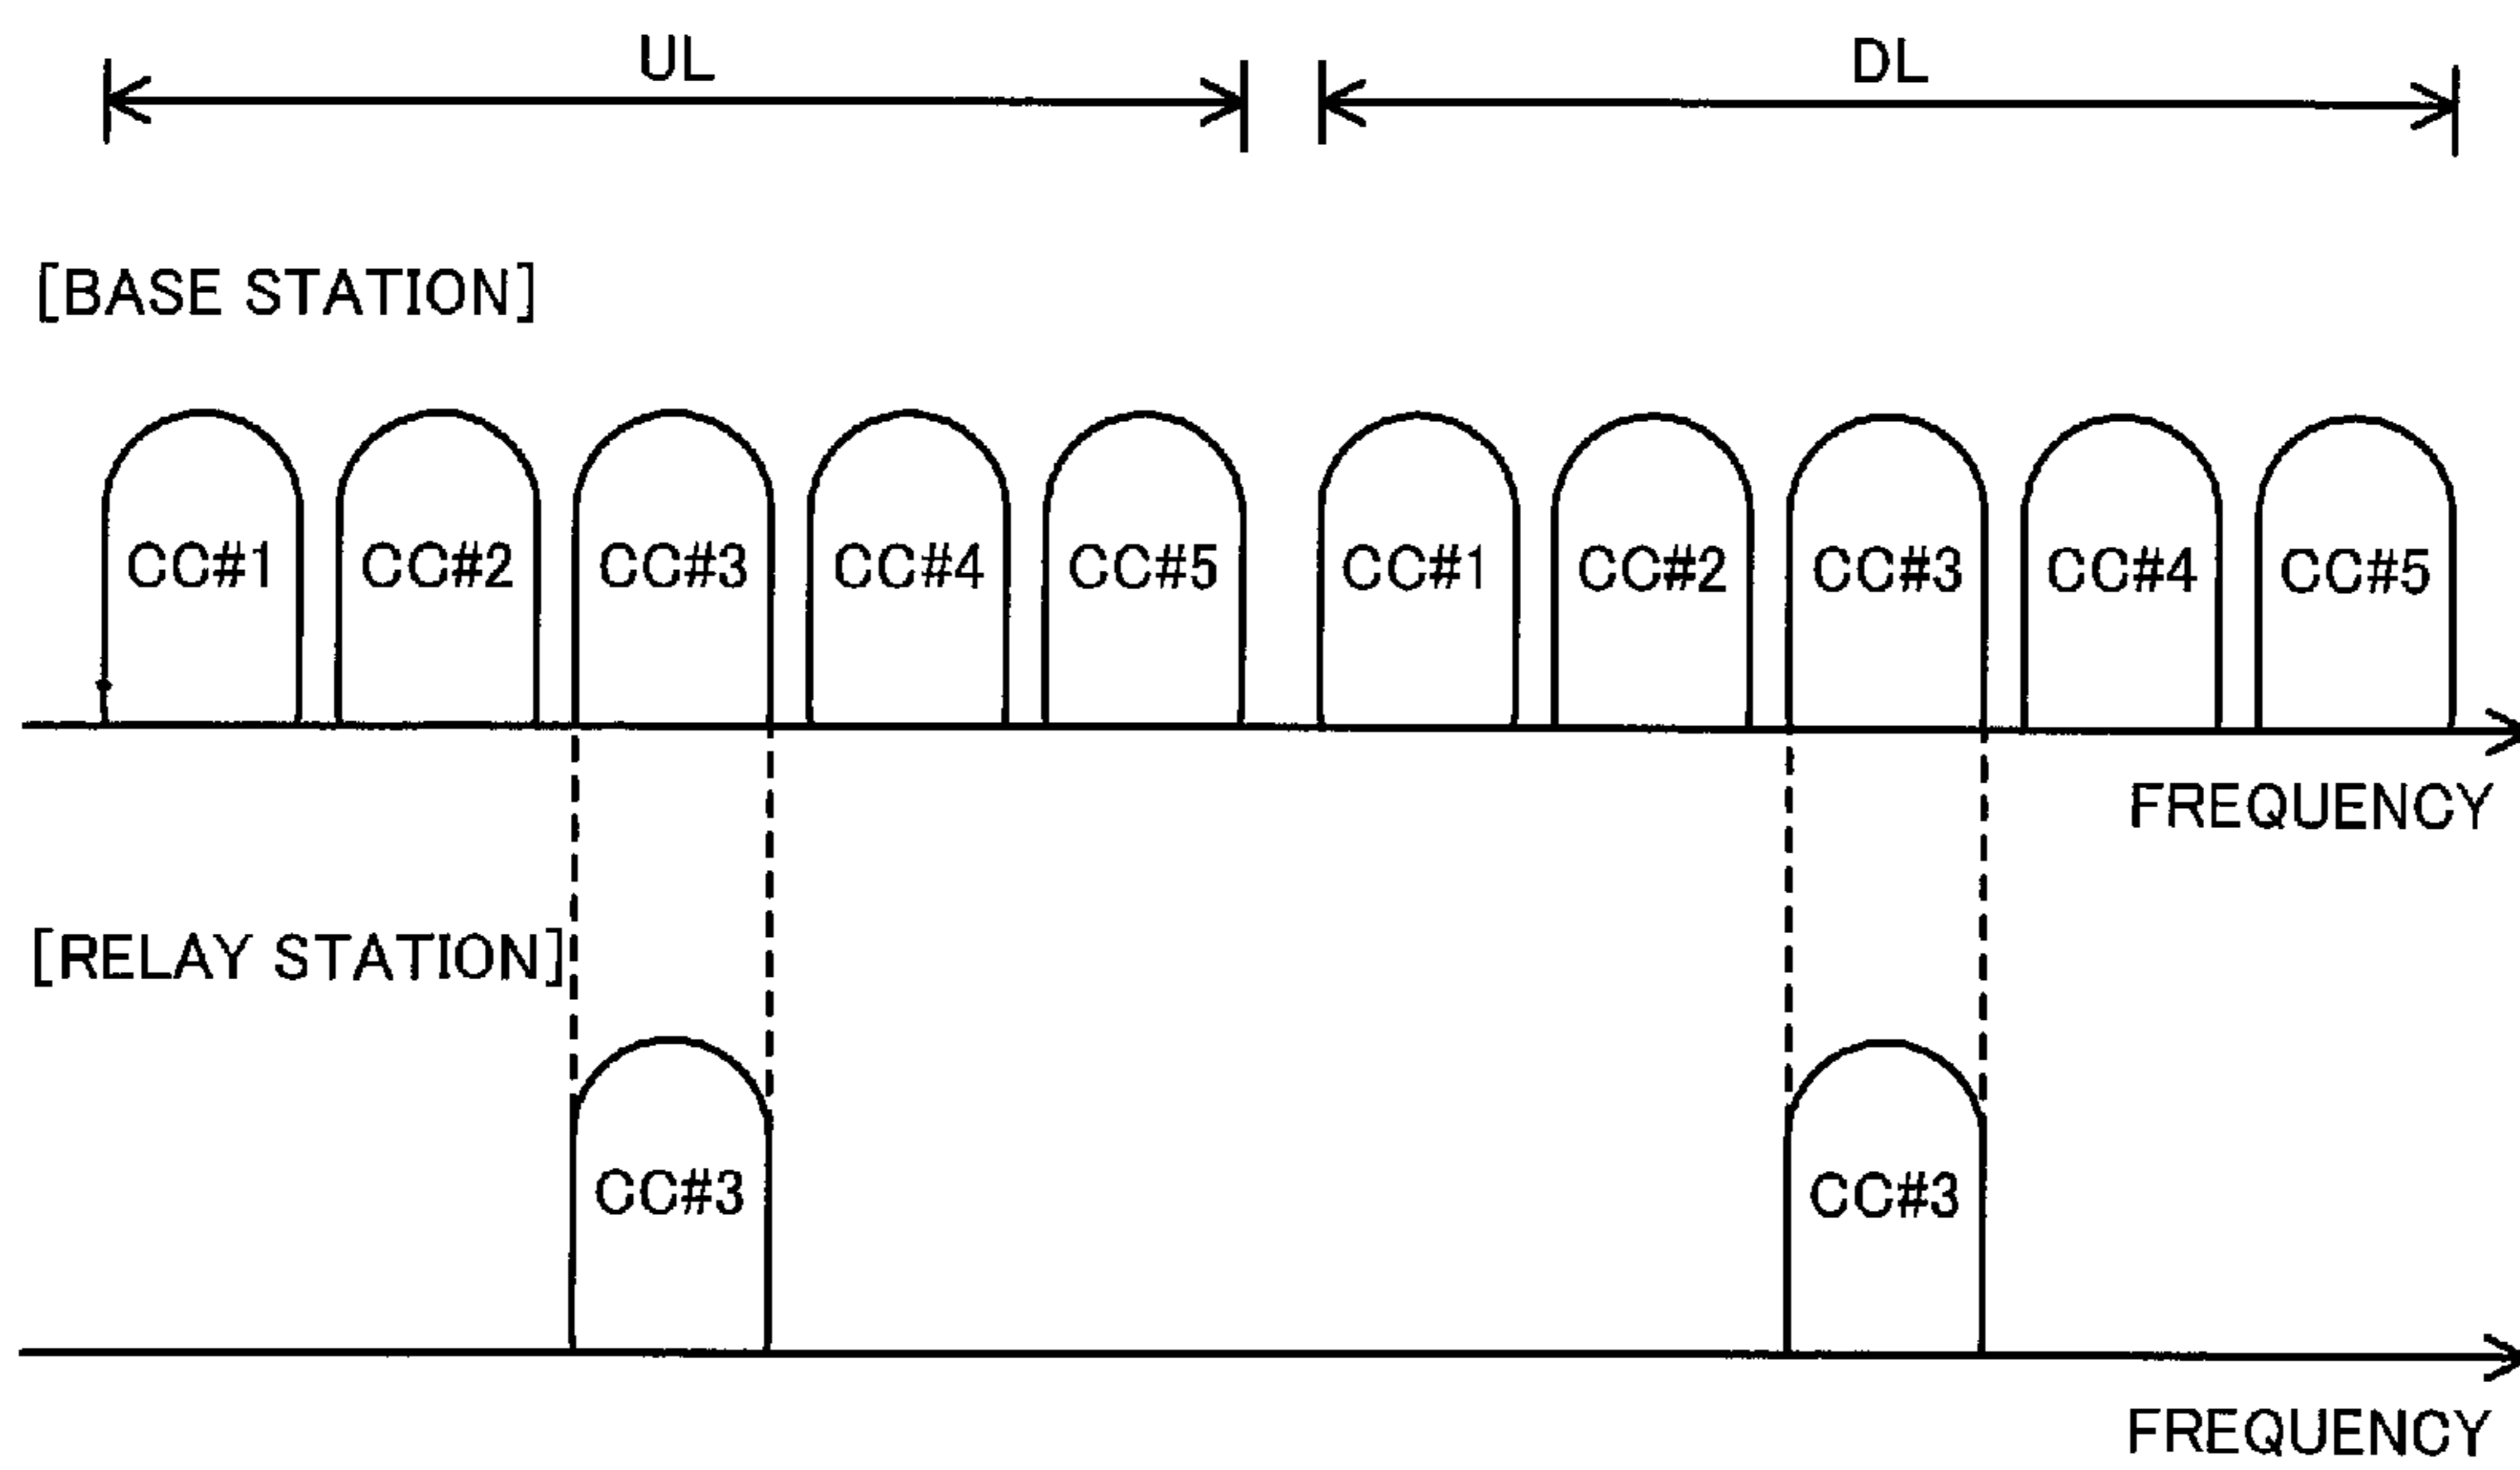 UL DL
[BASE STATION]
CC#1 CC#2 CC#3 CC#4 CC#5 CC#1 CC#2 CC#3 CC#4 CC#5
FREQUENCY
[RELAY STATION]
CC#3 CC#3
FREQUENCY